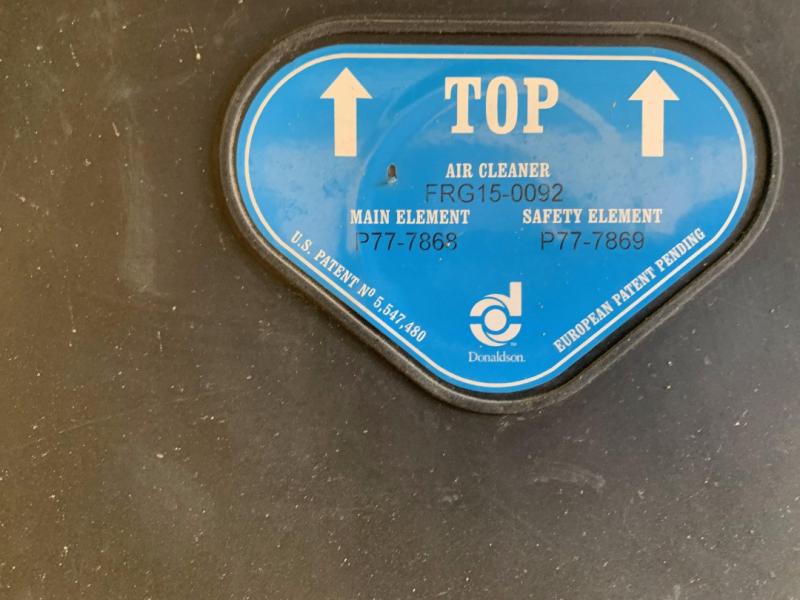 TOP
AIR CLEANER
FRG15-0092
MAIN ELEMENT SAFETY ELEMENT
P77-7868 P77-7869
U.S. PATENT Nº 5,547,480
EUROPEAN PATENT PENDING
Donaldson.